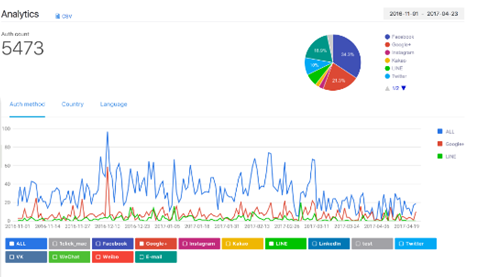 Analytics
CSV
2016-11-01 - 2017-04-23
Auth count
5473
Facebook
Google+
Instagram
Kakao
LINE
Twitter
1/2
Auth method Country Language
100
80
60
40
20
0
ALL
Google+
LINE
ALL
Facebook
Google+
Instagram
Kakao
LINE
LinkedIn
Twitter
VK
WeChat
Weibo
E-mail